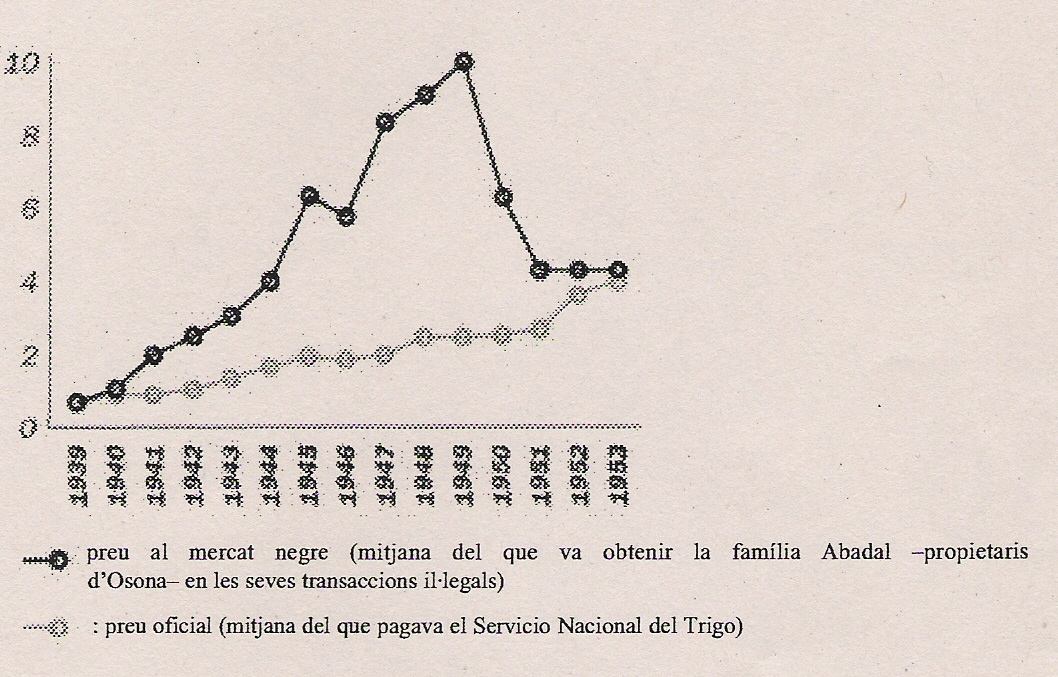 10
8
6
4
2
0
1939 1940 1941 1942 1943 1944 1945 1946 1947 1948 1949 1950 1951 1952 1953
preu al mercat negre (mitjana del que va obtenir la família Abadal –propietaris
d’Osona– en les seves transaccions il·legals)
: preu oficial (mitjana del que pagava el Servicio Nacional del Trigo)